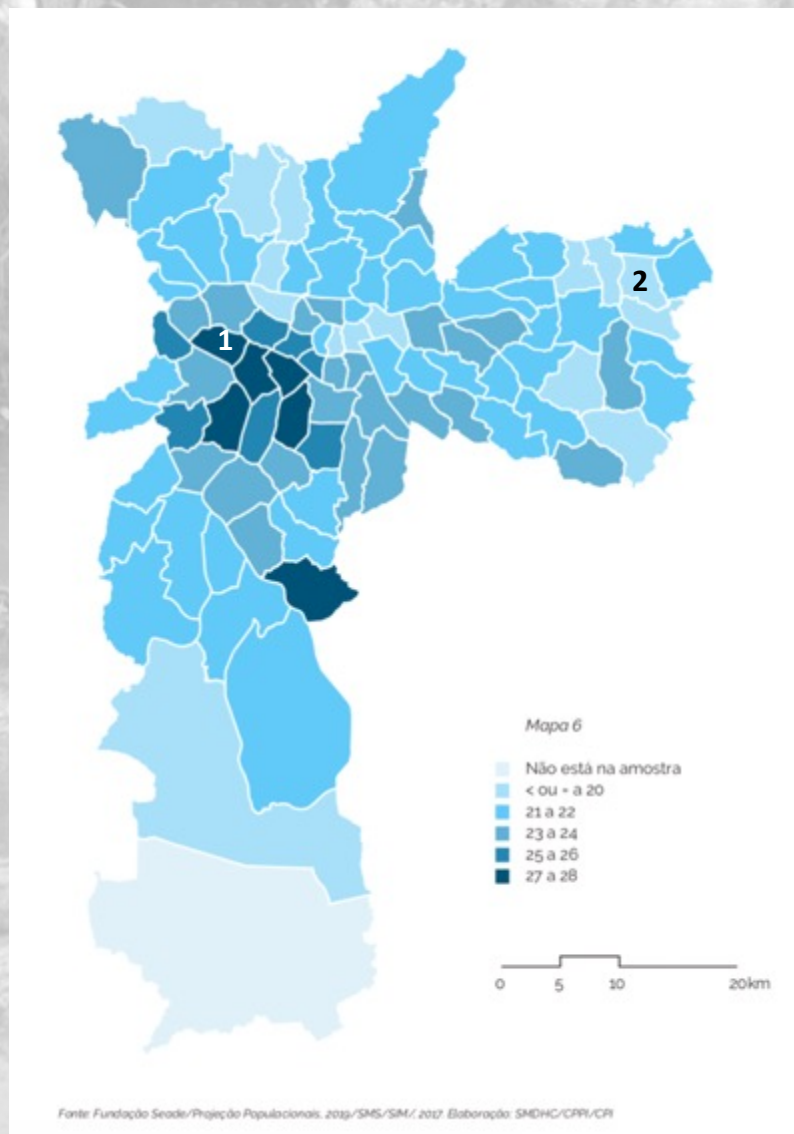 2
1
Mapa 6
Não está na amostra
< ou = a 20
21 a 22
23 a 24
25 a 26
27 a 28
0 5 10 20km
Fonte: Fundação Seade/Projeção Populacionais, 2019/SMS/SIM/, 2017. Elaboração: SMDHC/CPPI/CPI